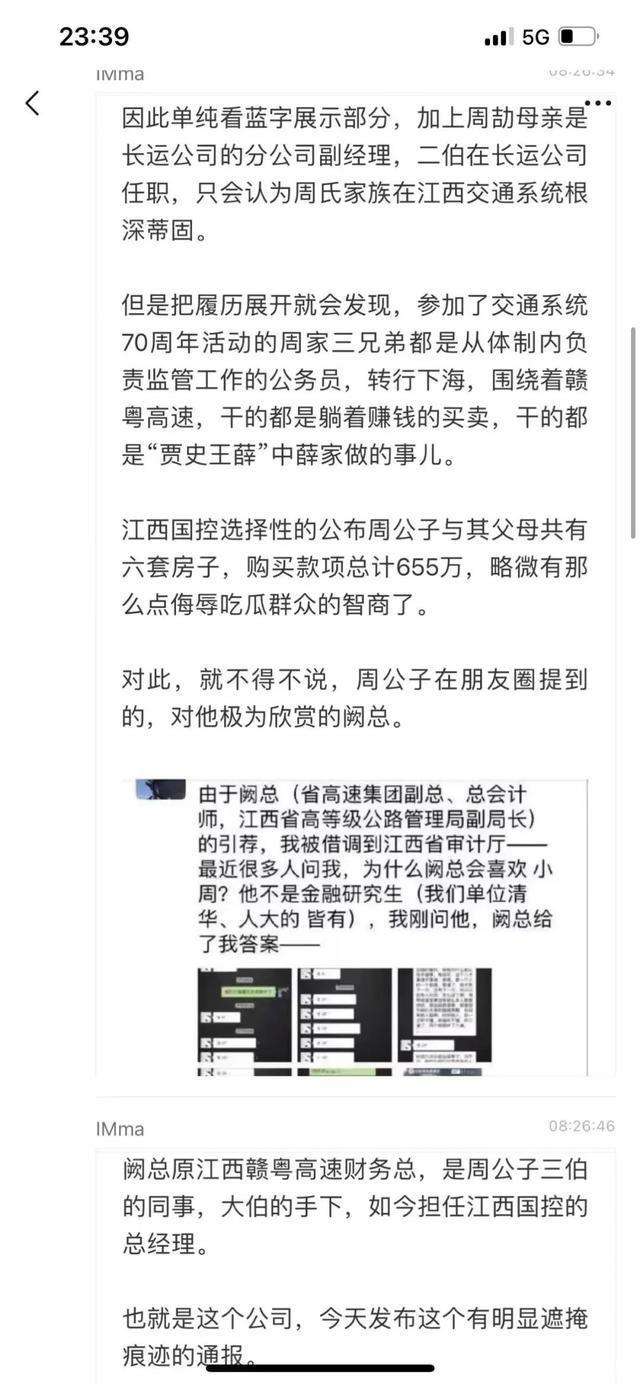 23:39
5G
IMma
08:26:34
因此单纯看蓝字展示部分，加上周劼母亲是
长运公司的分公司副经理，二伯在长运公司
任职，只会认为周氏家族在江西交通系统根
深蒂固。
但是把履历展开就会发现，参加了交通系统
70周年活动的周家三兄弟都是从体制内负
责监管工作的公务员，转行下海，围绕着赣
粤高速，干的都是躺着赚钱的买卖，干的都
是“贾史王薛”中薛家做的事儿。
江西国控选择性的公布周公子与其父母共有
六套房子，购买款项总计655万，略微有那
么点侮辱吃瓜群众的智商了。
对此，就不得不说，周公子在朋友圈提到
的，对他极为欣赏的阙总。
由于阙总（省高速集团副总、总会计
师，江西省高等级公路管理局副局长）
的引荐，我被借调到江西省审计厅——
最近很多人问我，为什么阙总会喜欢 小
周？他不是金融研究生（我们单位清
华、人大的 皆有），我刚问他，阙总给
了我答案——
IMma
08:26:46
阙总原江西赣粤高速财务总，是周公子三伯
的同事，大伯的手下，如今担任江西国控的
总经理。
也就是这个公司，今天发布这个有明显遮掩
痕迹的通报。